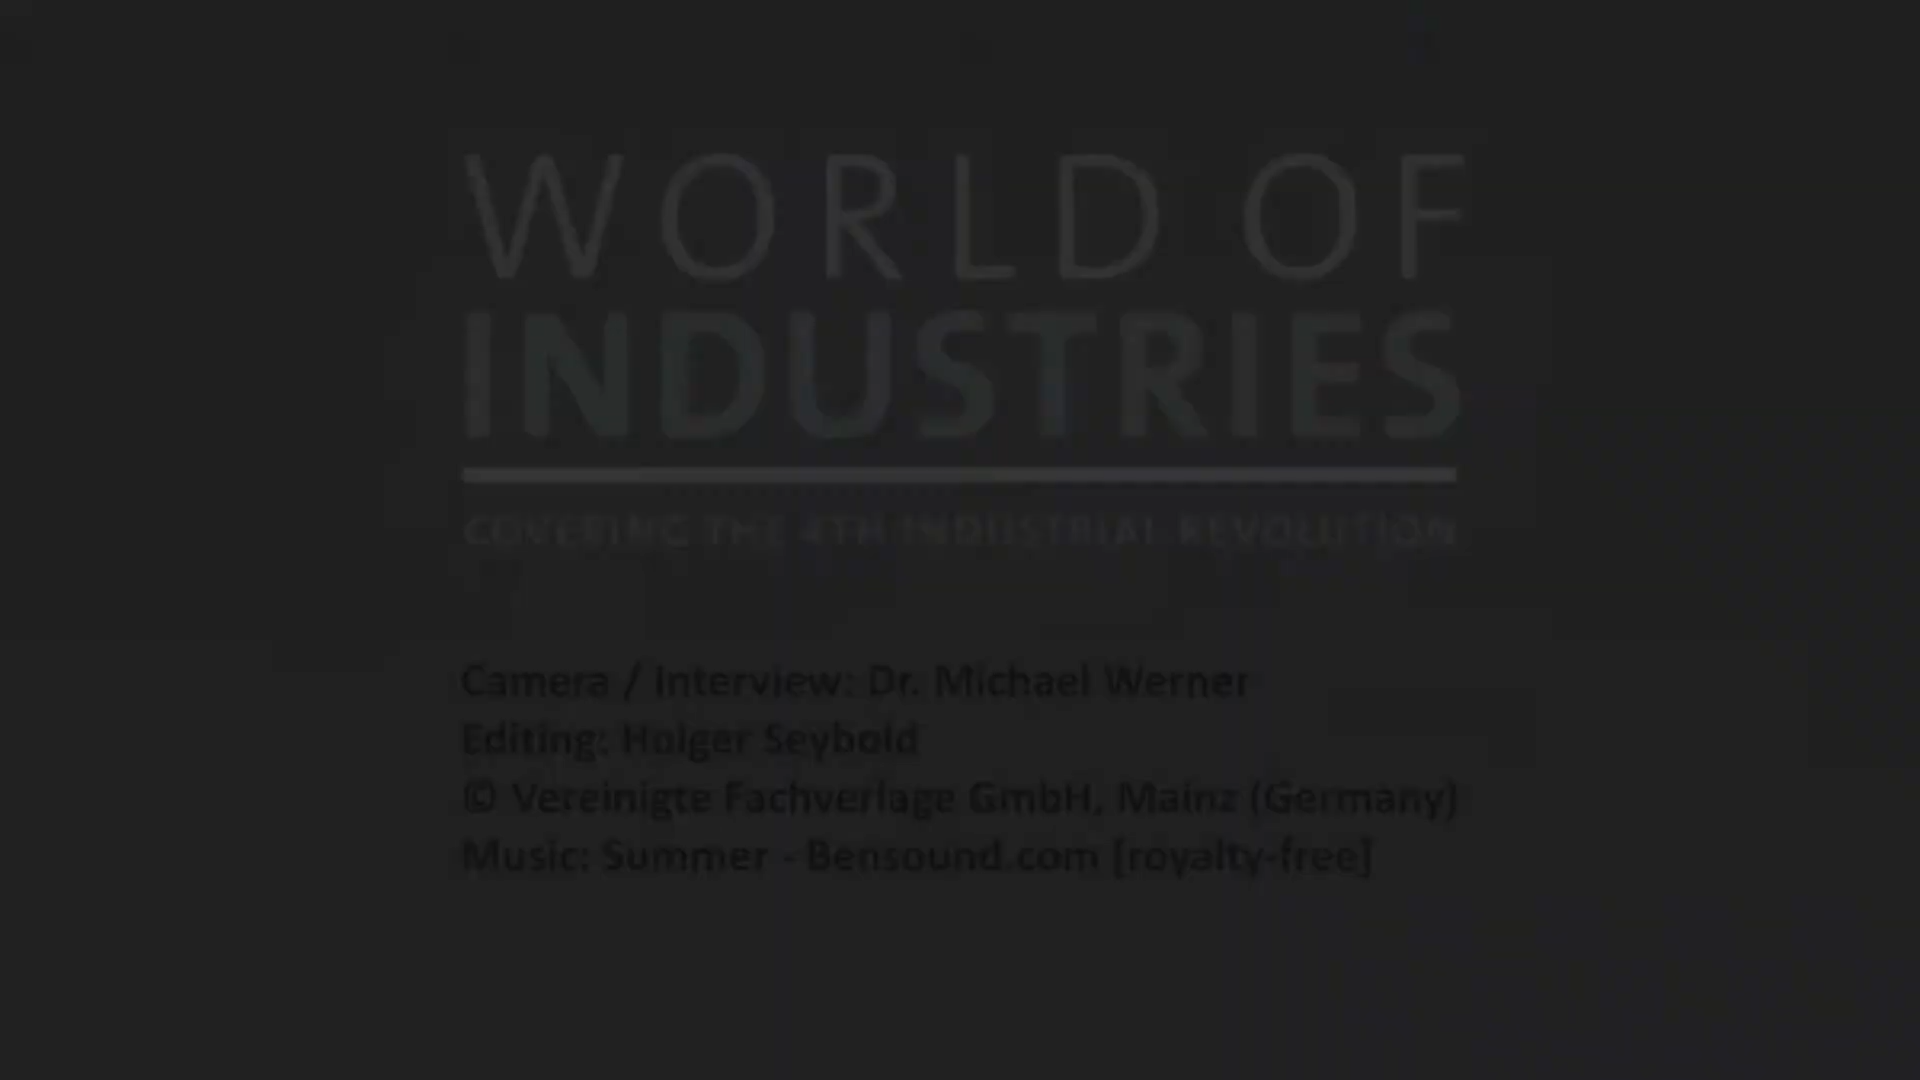 WORLD OF
INDUSTRIES
COVERING THE 4TH INDUSTRIAL REVOLUTION
Camera / Interview: Dr. Michael Werner
Editing: Holger Seybold
© Vereinigte Fachverlage GmbH, Mainz (Germany)
Music: Summer - Bensound.com [royalty-free]